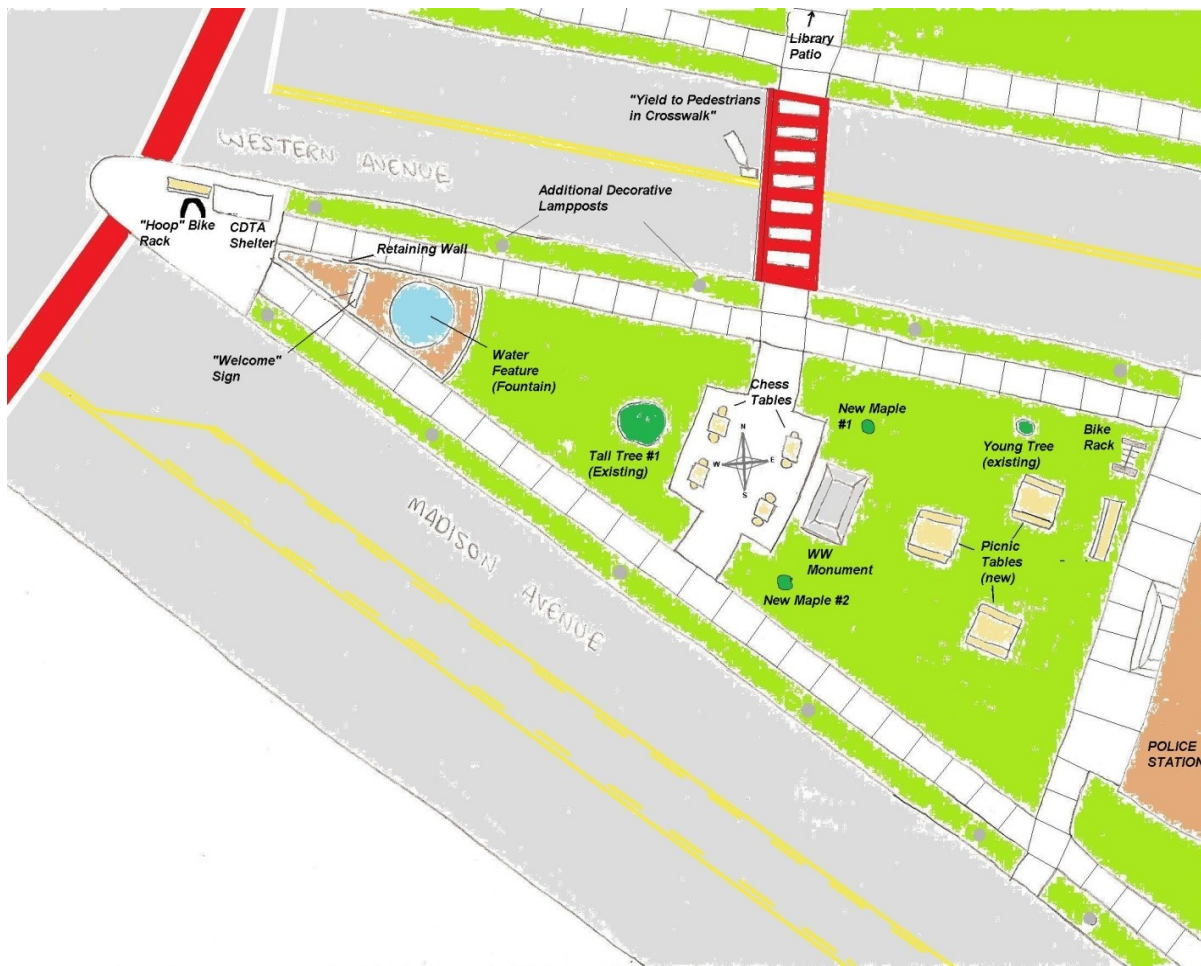 Library
Patio
"Yield to Pedestrians
in Crosswalk"
WESTERN AVENUE
Additional Decorative
Lampposts
"Hoop" Bike
Rack
CDTA
Shelter
Retaining Wall
"Welcome"
Sign
Water
Feature
(Fountain)
Chess
Tables
New Maple
#1
Young Tree
(existing)
Bike
Rack
Tall Tree #1
(Existing)
N
W
E
S
MADISON AVENUE
WW
Monument
Picnic
Tables
(new)
New Maple #2
POLICE
STATION